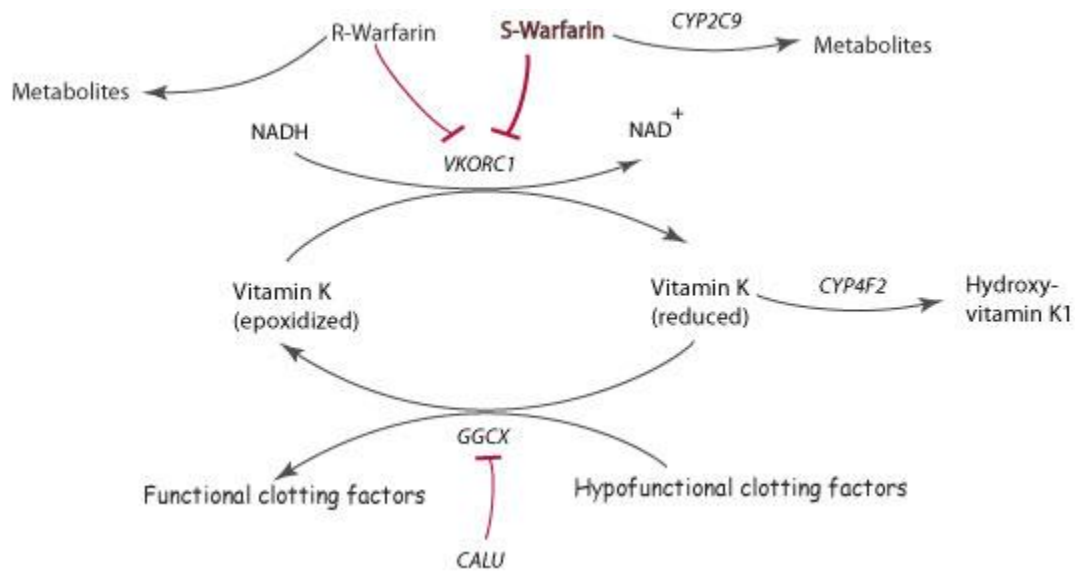 CYP2C9
R-Warfarin
S-Warfarin
Metabolites
Metabolites
NADH
NAD+
VKORC1
Vitamin K
(epoxidized)
Vitamin K
(reduced)
CYP4F2
Hydroxy-
vitamin K1
GGCX
Functional clotting factors
Hypofunctional clotting factors
CALU